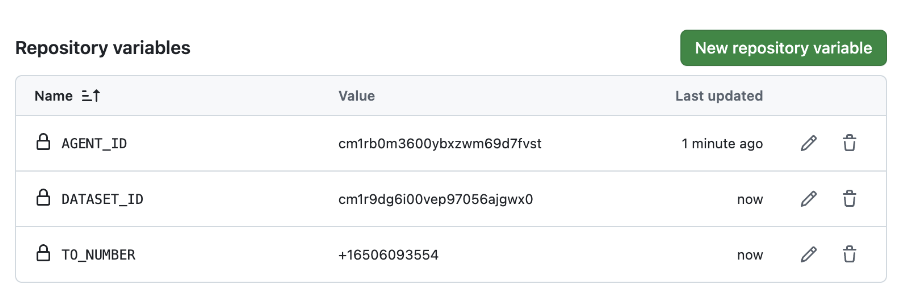 Repository variables
New repository variable
Name Value Last updated
AGENT_ID cm1rb0m3600ybxzwm69d7fvst 1 minute ago
DATASET_ID cm1r9dg6i00vep97056ajgwx0 now
TO_NUMBER +16506093554 now